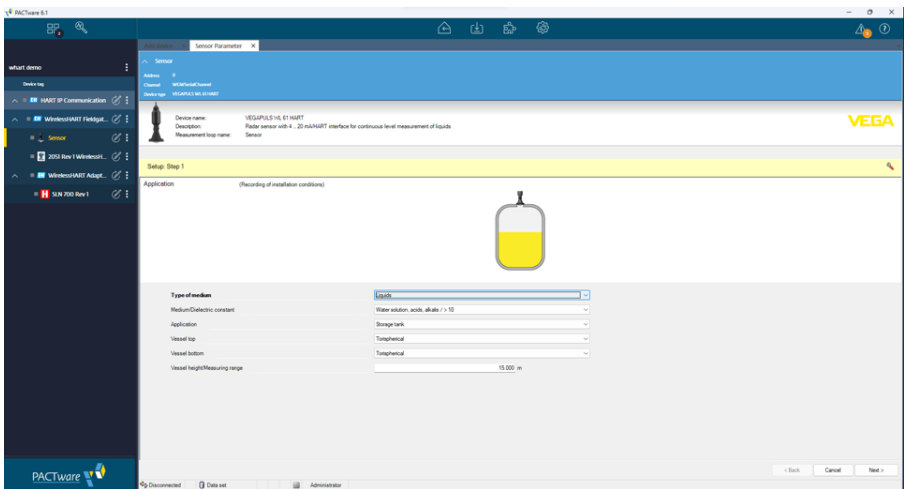 PACTware 6.1
Sensor Parameter
whart demo
Device tag
HART IP Communication
WirelessHART Fieldgat...
Sensor
2051 Rev 1 WirelessH...
WirelessHART Adapt...
SLN 700 Rev 1
Sensor
Address 0
Channel
Device type
Device name: VEGAPULS WL 61 HART
Description: Radar sensor with 4 ... 20 mA/HART interface for continuous level measurement of liquids
Measurement loop name: Sensor
VEGA
Setup: Step 1
Application (Recording of installation conditions)
Type of medium Liquids
Medium/Dielectric constant Water solution, acids, alkalis / > 10
Application Storage tank
Vessel top Torispherical
Vessel bottom Torispherical
Vessel height/Measuring range 15.000 m
< Back Cancel Next >
PACTware
Disconnected Data set Administrator